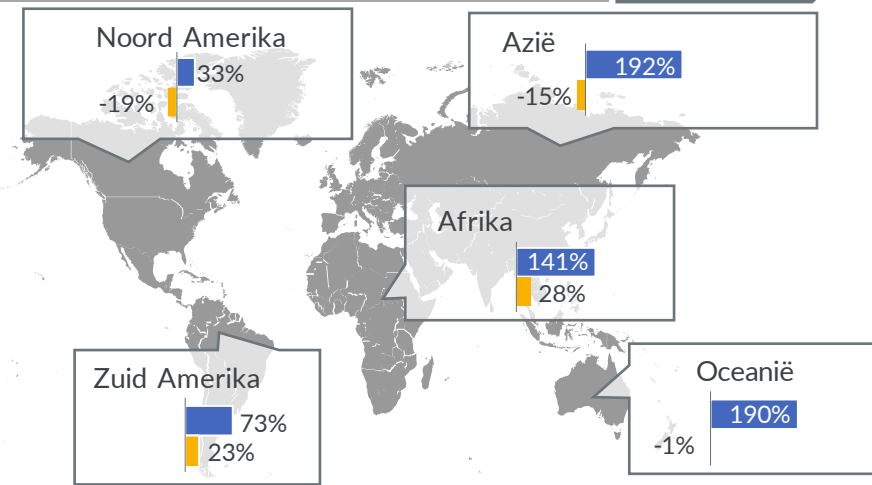 Noord Amerika
33%
-19%
Azië
192%
-15%
Afrika
141%
28%
Zuid Amerika
73%
23%
Oceanië
190%
-1%